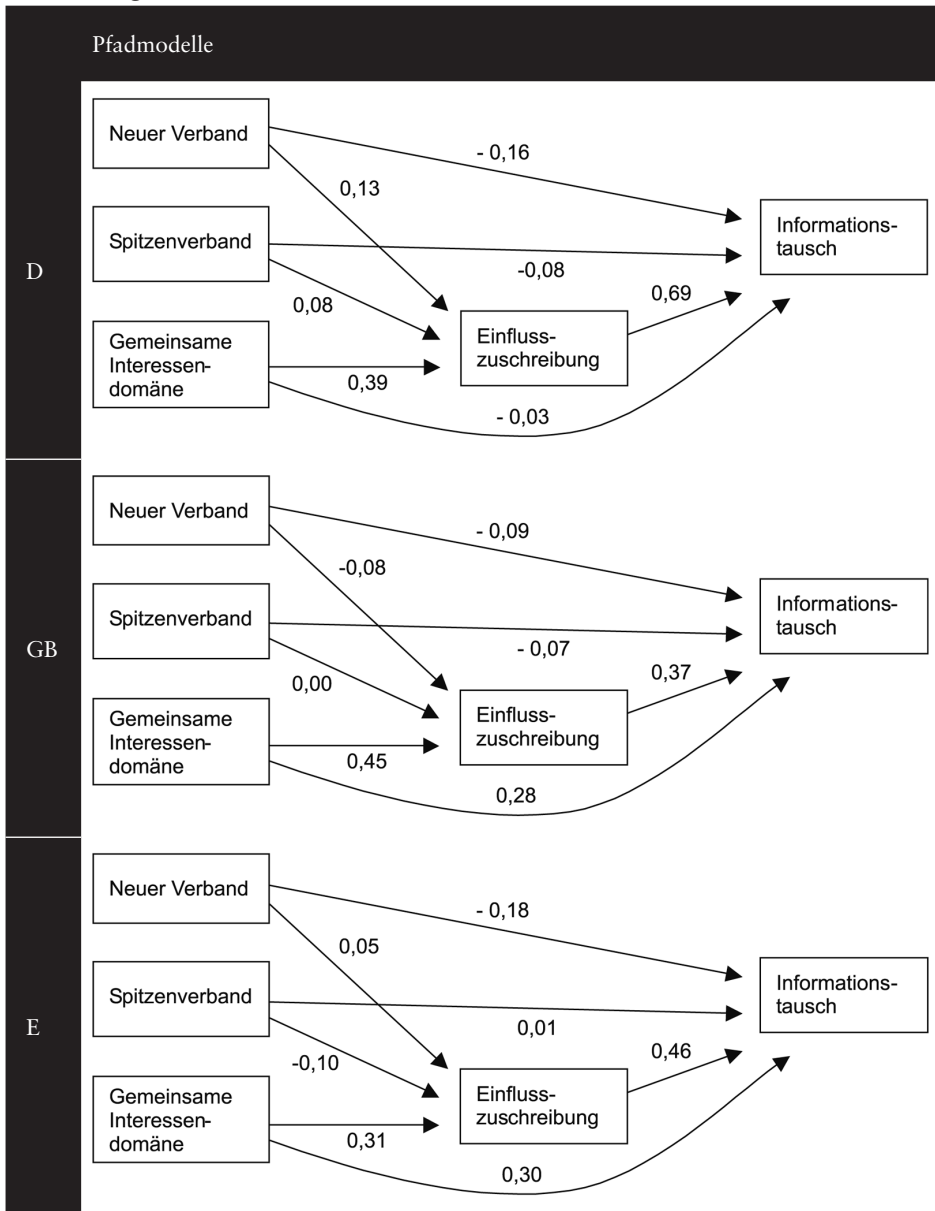 Pfadmodelle
D
Neuer Verband
- 0,16
0,13
Spitzenverband
Informations-
tausch
-0,08
0,08
0,69
Gemeinsame
Interessen-
domäne
Einfluss-
zuschreibung
0,39
- 0,03
GB
Neuer Verband
- 0,09
-0,08
Spitzenverband
Informations-
tausch
- 0,07
0,00
0,37
Gemeinsame
Interessen-
domäne
Einfluss-
zuschreibung
0,45
0,28
E
Neuer Verband
- 0,18
0,05
Spitzenverband
Informations-
tausch
0,01
-0,10
0,46
Gemeinsame
Interessen-
domäne
Einfluss-
zuschreibung
0,31
0,30